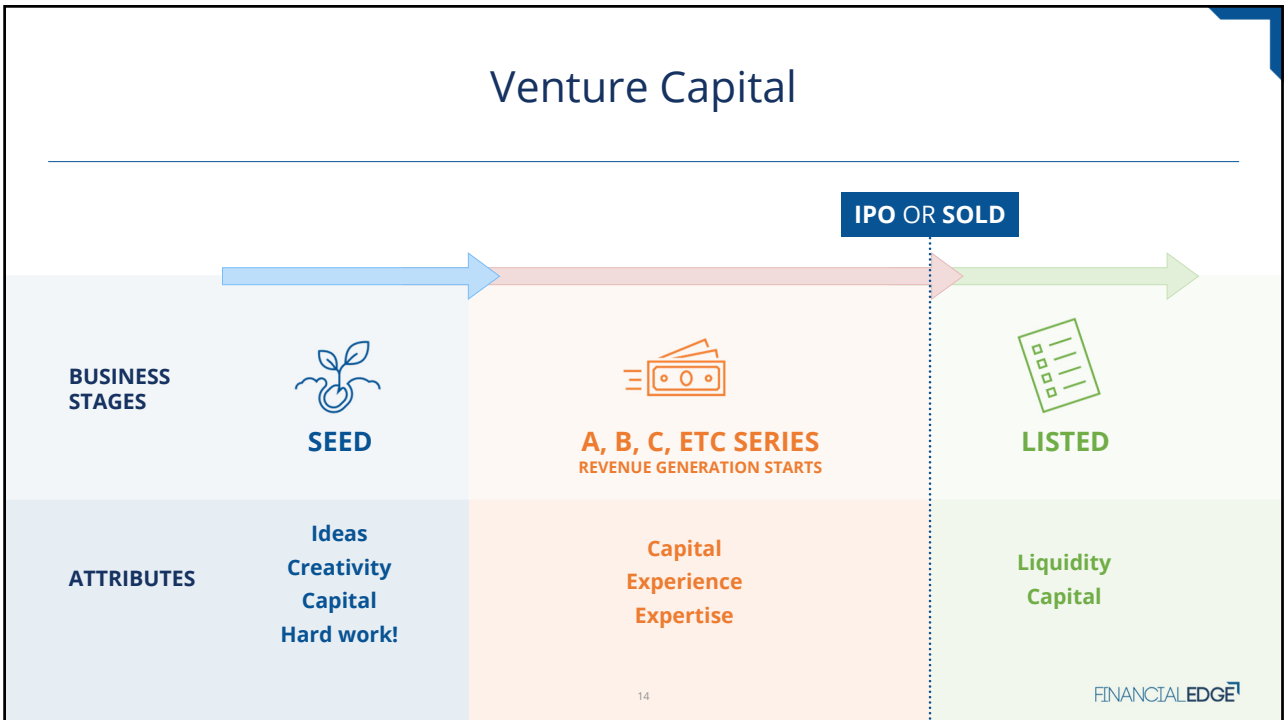 Venture Capital
IPO OR SOLD
BUSINESS
STAGES
SEED
A, B, C, ETC SERIES
REVENUE GENERATION STARTS
LISTED
ATTRIBUTES
Ideas
Creativity
Capital
Hard work!
Capital
Experience
Expertise
Liquidity
Capital
14
FINANCIALEDGE